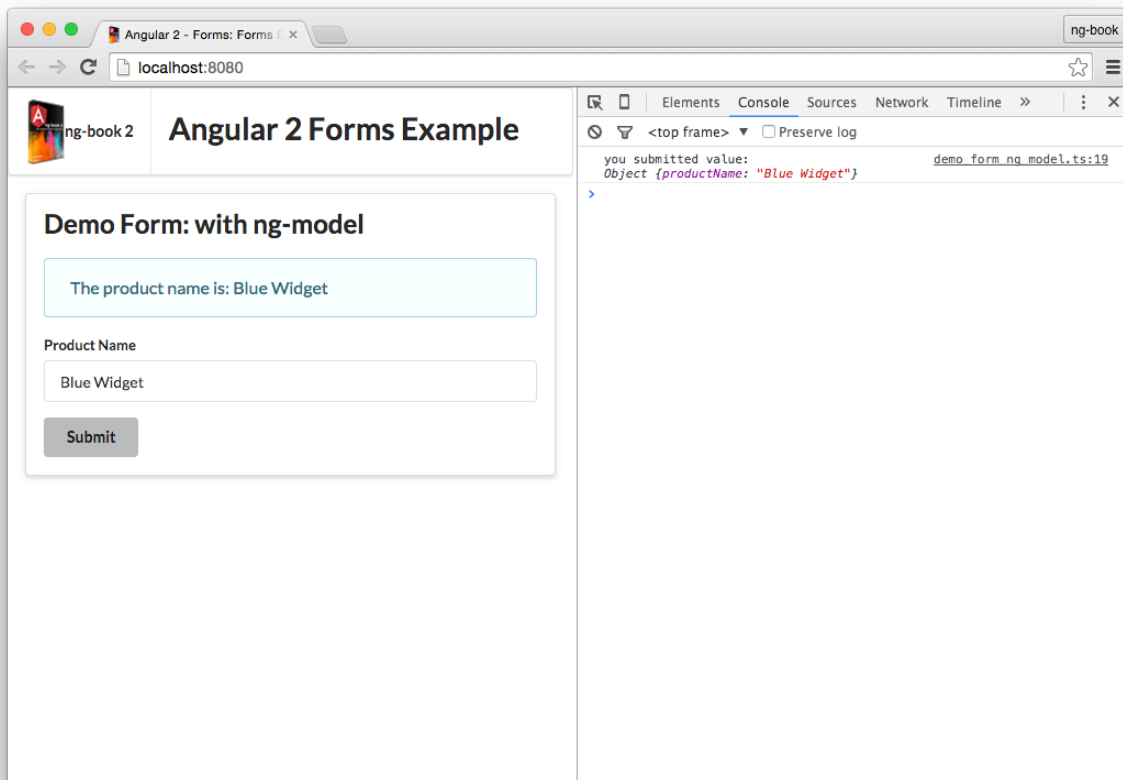 Angular 2 - Forms: Forms
ng-book
localhost:8080
ng-book 2
Angular 2 Forms Example
Demo Form: with ng-model
The product name is: Blue Widget
Product Name
Blue Widget
Submit
Elements Console Sources Network Timeline »
<top frame> ▼ Preserve log
you submitted value: demo_form_ng_model.ts:19
Object {productName: "Blue Widget"}
>